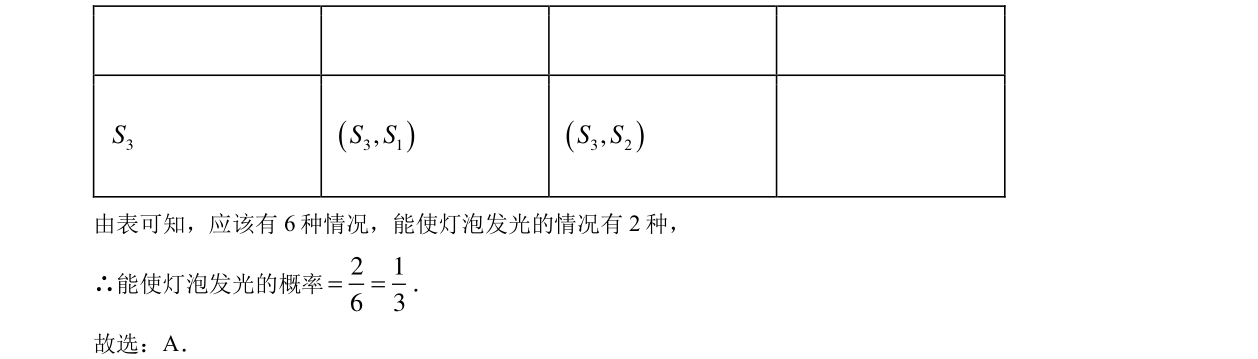 S₃ (S₃,S₁) (S₃,S₂)
由表可知，应该有 6 种情况，能使灯泡发光的情况有 2 种，
∴能使灯泡发光的概率=2/6=1/3．
故选：A．